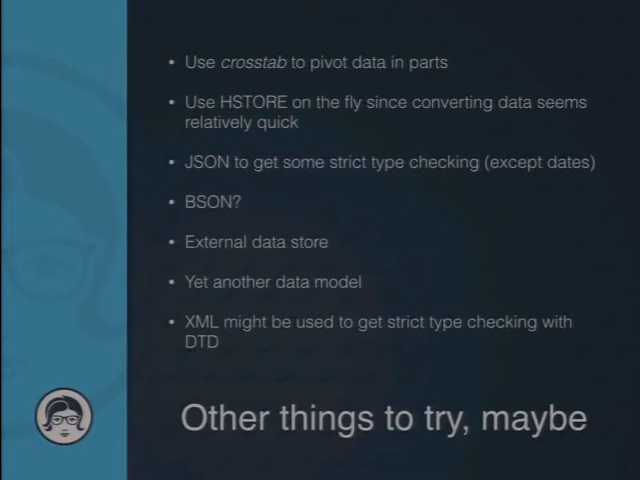 • Use crosstab to pivot data in parts
• Use HSTORE on the fly since converting data seems
relatively quick
• JSON to get some strict type checking (except dates)
• BSON?
• External data store
• Yet another data model
• XML might be used to get strict type checking with
DTD
Other things to try, maybe